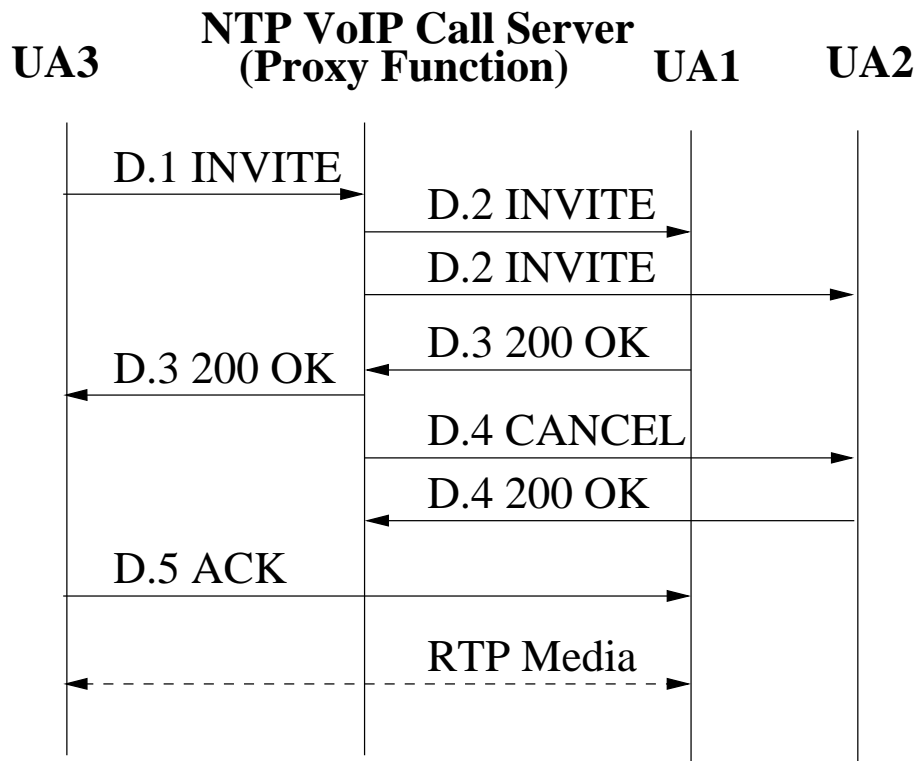 NTP VoIP Call Server
UA3 (Proxy Function) UA1 UA2
D.1 INVITE
D.2 INVITE
D.2 INVITE
D.3 200 OK
D.3 200 OK
D.4 CANCEL
D.4 200 OK
D.5 ACK
RTP Media